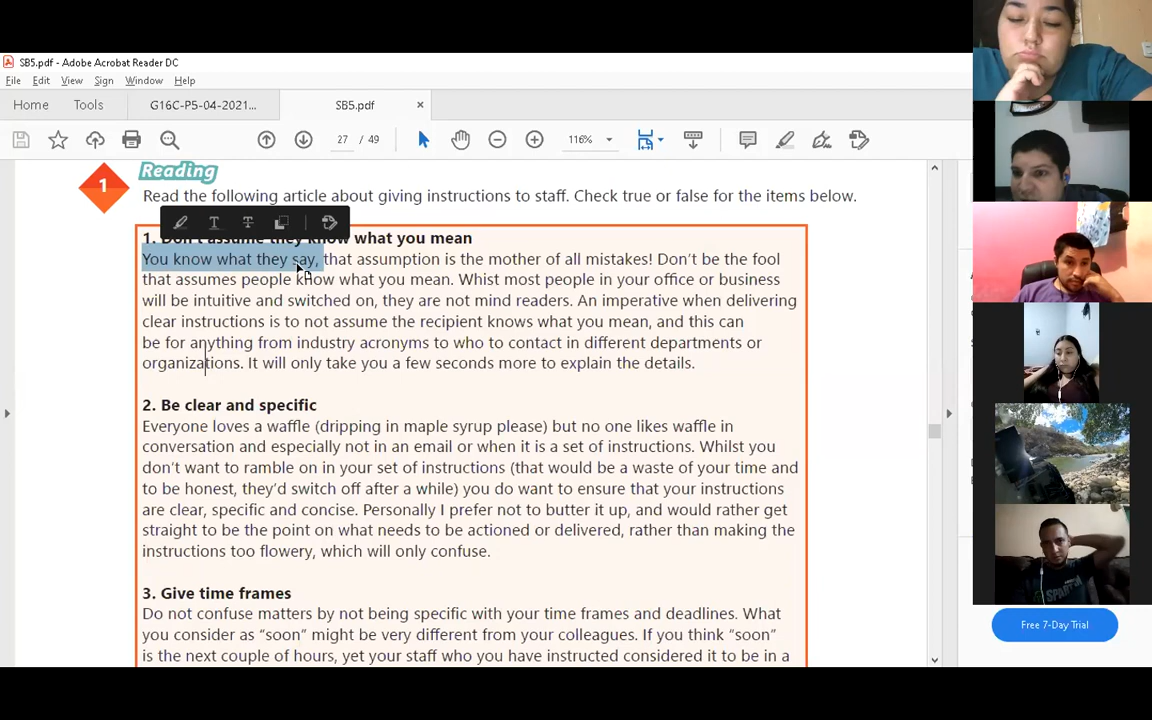 SB5.pdf - Adobe Acrobat Reader DC
File Edit View Sign Window Help
Home Tools G16C-P5-04-2021... SB5.pdf ×
27 / 49 116%
1 Reading
Read the following article about giving instructions to staff. Check true or false for the items below.
1. Don't assume they know what you mean
You know what they say, that assumption is the mother of all mistakes! Don't be the fool
that assumes people know what you mean. Whist most people in your office or business
will be intuitive and switched on, they are not mind readers. An imperative when delivering
clear instructions is to not assume the recipient knows what you mean, and this can
be for anything from industry acronyms to who to contact in different departments or
organizations. It will only take you a few seconds more to explain the details.
2. Be clear and specific
Everyone loves a waffle (dripping in maple syrup please) but no one likes waffle in
conversation and especially not in an email or when it is a set of instructions. Whilst you
don't want to ramble on in your set of instructions (that would be a waste of your time and
to be honest, they'd switch off after a while) you do want to ensure that your instructions
are clear, specific and concise. Personally I prefer not to butter it up, and would rather get
straight to be the point on what needs to be actioned or delivered, rather than making the
instructions too flowery, which will only confuse.
3. Give time frames
Do not confuse matters by not being specific with your time frames and deadlines. What
you consider as "soon" might be very different from your colleagues. If you think "soon"
is the next couple of hours, yet your staff who you have instructed considered it to be in a
Free 7-Day Trial